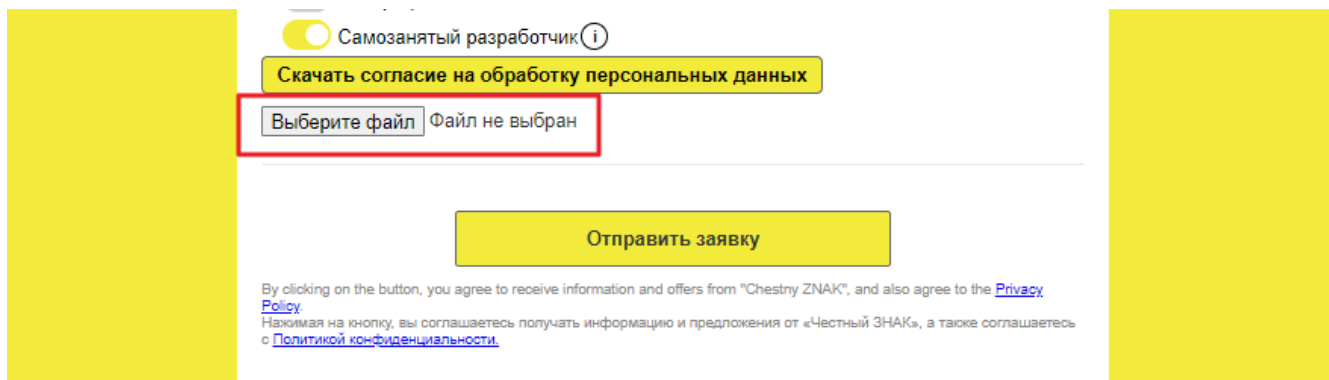 Самозанятый разработчик
Скачать согласие на обработку персональных данных
Выберите файл Файл не выбран
Отправить заявку
By clicking on the button, you agree to receive information and offers from "Chestny ZNAK", and also agree to the Privacy
Policy.
Нажимая на кнопку, вы соглашаетесь получать информацию и предложения от «Честный ЗНАК», а также соглашаетесь
с Политикой конфиденциальности.